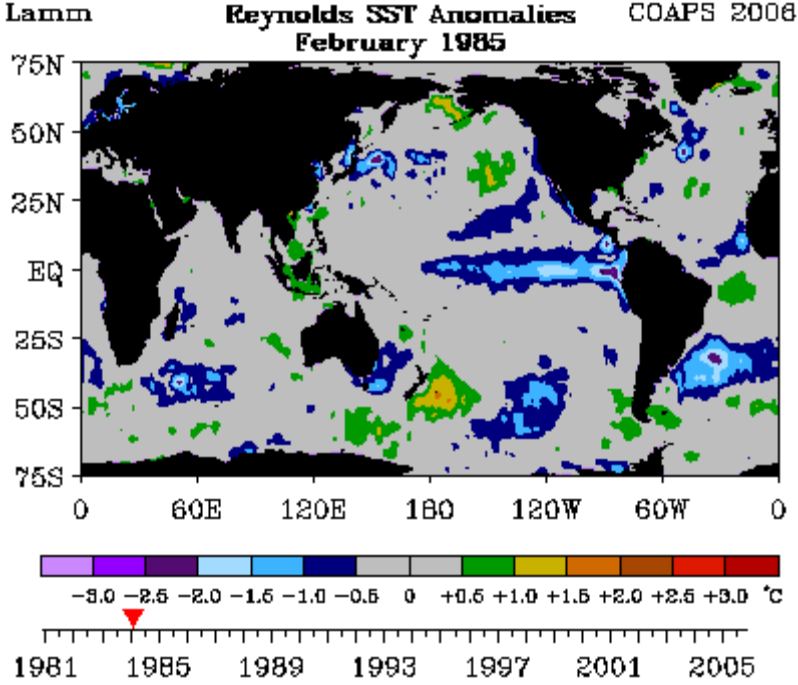 Lamm Reynolds SST Anomalies COAPS 2006
February 1985
75N
50N
25N
EQ
25S
50S
75S
0 60E 120E 180 120W 60W 0
-3.0 -2.5 -2.0 -1.5 -1.0 -0.5 0 +0.5 +1.0 +1.5 +2.0 +2.5 +3.0 °C
1981 1985 1989 1993 1997 2001 2005